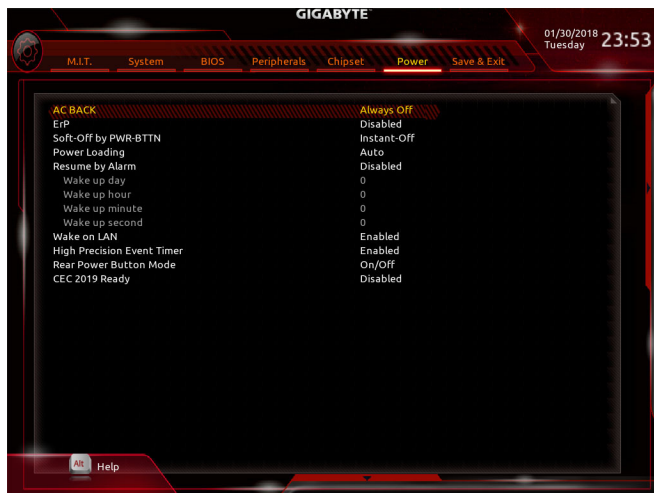 GIGABYTE™
01/30/2018 23:53
Tuesday
M.I.T. System BIOS Peripherals Chipset Power Save & Exit
AC BACK Always Off
ErP Disabled
Soft-Off by PWR-BTTN Instant-Off
Power Loading Auto
Resume by Alarm Disabled
Wake up day 0
Wake up hour 0
Wake up minute 0
Wake up second 0
Wake on LAN Enabled
High Precision Event Timer Enabled
Rear Power Button Mode On/Off
CEC 2019 Ready Disabled
Alt Help